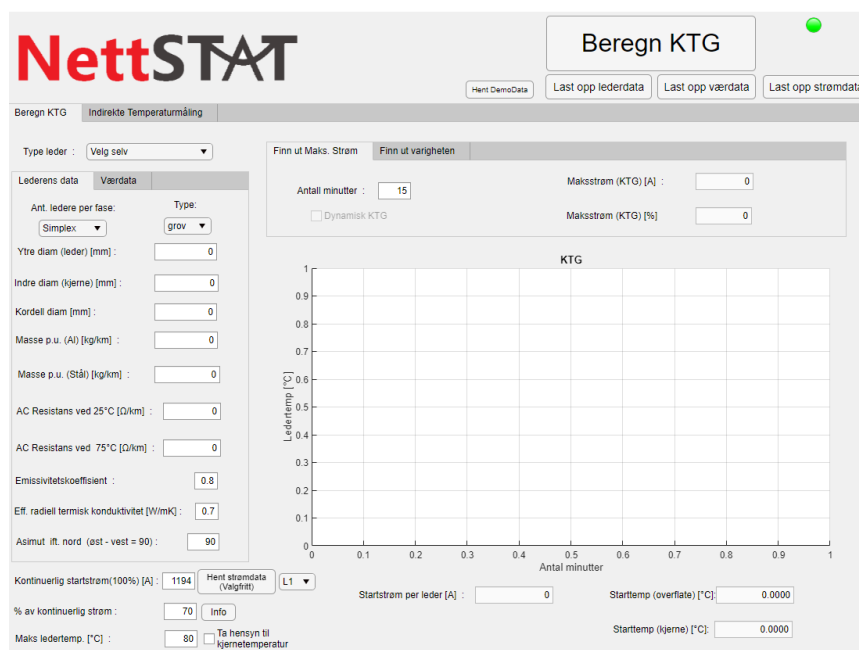 NettSTAT
Beregn KTG
Hent DemoData
Last opp lederdata
Last opp værdata
Last opp strømdata
Beregn KTG
Indirekte Temperaturmåling
Type leder :
Velg selv
Lederens data
Værdata
Ant. ledere per fase:
Type:
Simplex
grov
Ytre diam (leder) [mm] :
0
Indre diam (kjerne) [mm] :
0
Kordell diam [mm] :
0
Masse p.u. (Al) [kg/km] :
0
Masse p.u. (Stål) [kg/km] :
0
AC Resistans ved 25°C [Ω/km] :
0
AC Resistans ved 75°C [Ω/km] :
0
Emissivitetskoeffisient :
0.8
Eff. radiell termisk konduktivitet [W/mK] :
0.7
Asimut ift. nord (øst - vest = 90) :
90
Kontinuerlig startstrøm(100%) [A] :
1194
Hent strømdata
(Valgfritt)
L1
% av kontinuerlig strøm :
70
Info
Maks ledertemp. [°C] :
80
Ta hensyn til
kjernetemperatur
Finn ut Maks. Strøm
Finn ut varigheten
Antall minutter :
15
Dynamisk KTG
Maksstrøm (KTG) [A] :
0
Maksstrøm (KTG) [%]
0
KTG
Ledertemp [°C]
1
0.9
0.8
0.7
0.6
0.5
0.4
0.3
0.2
0.1
0
0 0.1 0.2 0.3 0.4 0.5 0.6 0.7 0.8 0.9 1
Antal minutter
Startstrøm per leder [A] :
0
Starttemp (overflate) [°C]:
0.0000
Starttemp (kjerne) [°C]:
0.0000